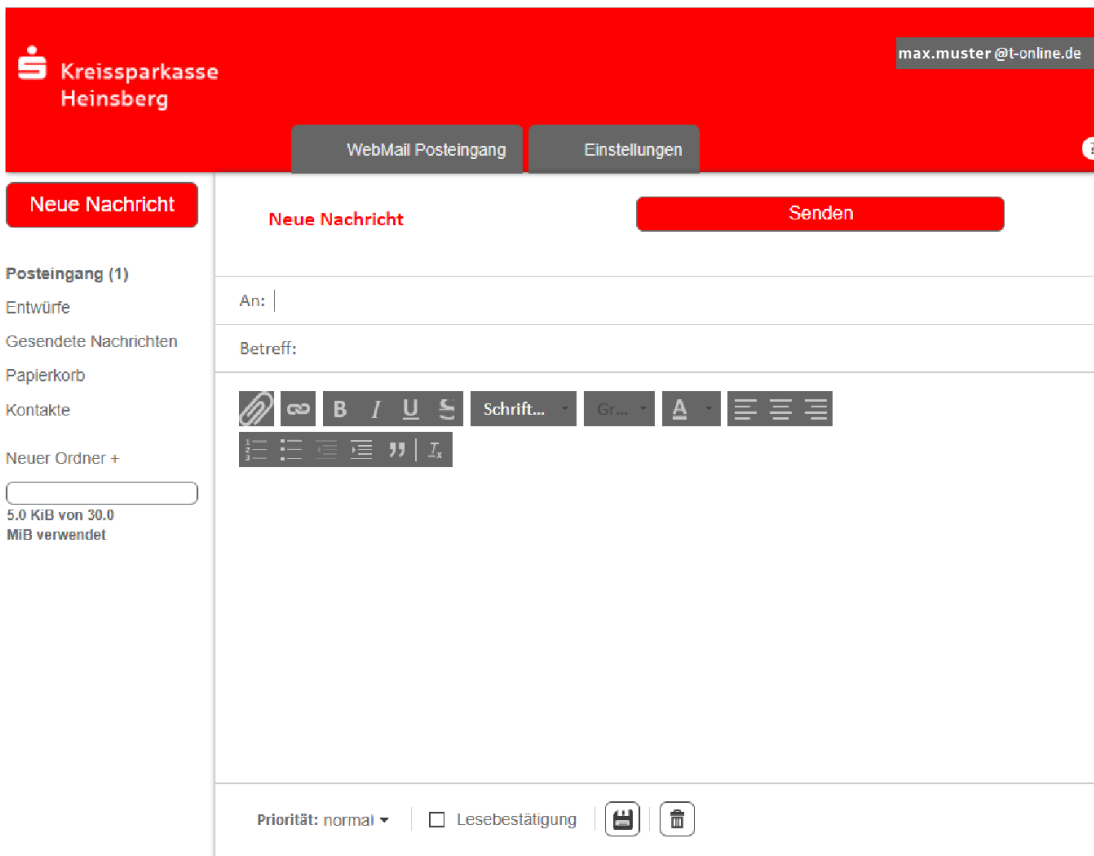 Kreissparkasse
Heinsberg
max.muster @t-online.de
WebMail Posteingang
Einstellungen
?
Neue Nachricht
Neue Nachricht
Senden
Posteingang (1)
Entwürfe
Gesendete Nachrichten
Papierkorb
Kontakte
Neuer Ordner +
5.0 KiB von 30.0
MiB verwendet
An:
Betreff:
B I U S Schrift... Gr... A
Priorität: normal
Lesebestätigung